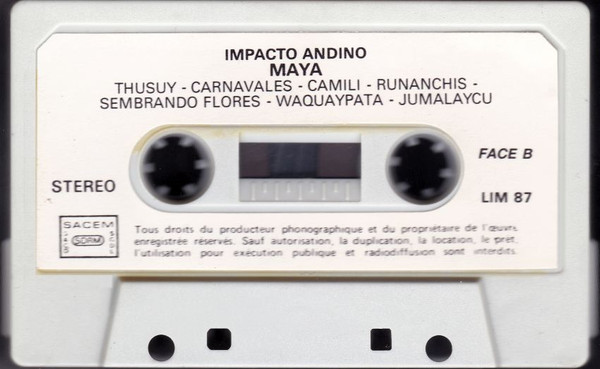 IMPACTO ANDINO
MAYA
THUSUY - CARNAVALES - CAMILI - RUNANCHIS -
SEMBRANDO FLORES - WAQUAYPATA - JUMALAYCU
FACE B
STEREO
LIM 87
SACEM
SDRM
Tous droits du producteur phonographique et du propriétaire de l'œuvre
enregistrée réservés. Sauf autorisation, la duplication, la location, le prêt,
l'utilisation pour exécution publique et radiodiffusion sont interdits